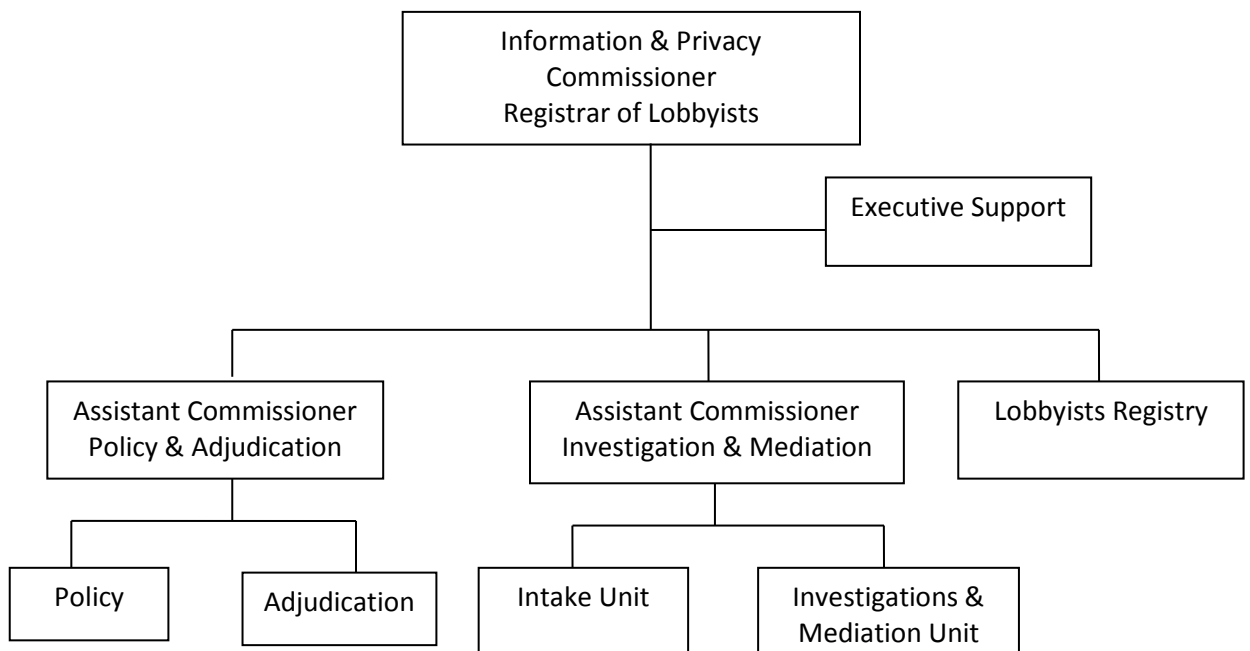 Information & Privacy
Commissioner
Registrar of Lobbyists
Executive Support
Assistant Commissioner
Policy & Adjudication
Assistant Commissioner
Investigation & Mediation
Lobbyists Registry
Policy
Adjudication
Intake Unit
Investigations &
Mediation Unit